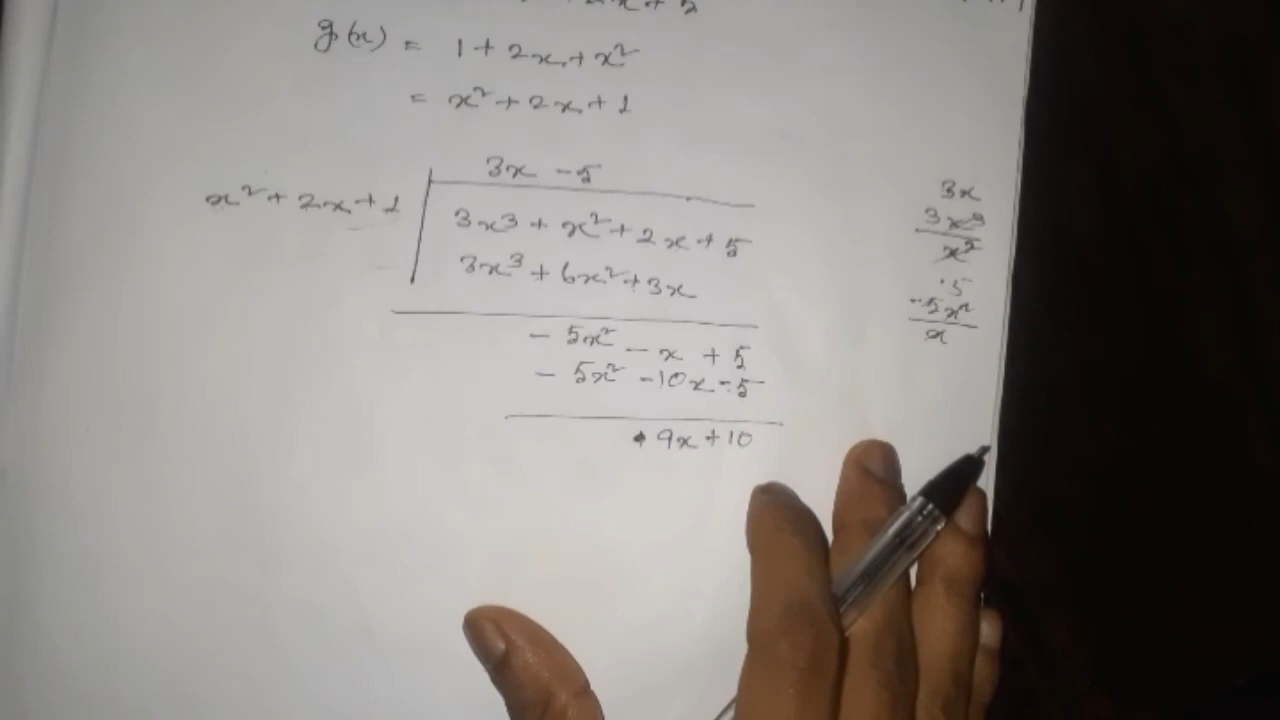 x + 5
g(x) = 1 + 2x + x²
= x² + 2x + 1
3x - 5
x² + 2x + 1
3x³ + x² + 2x + 5
3x³ + 6x² + 3x
- 5x² - x + 5
- 5x² - 10x - 5
9x + 10
3x
3x³
x²
5
-5x²
x